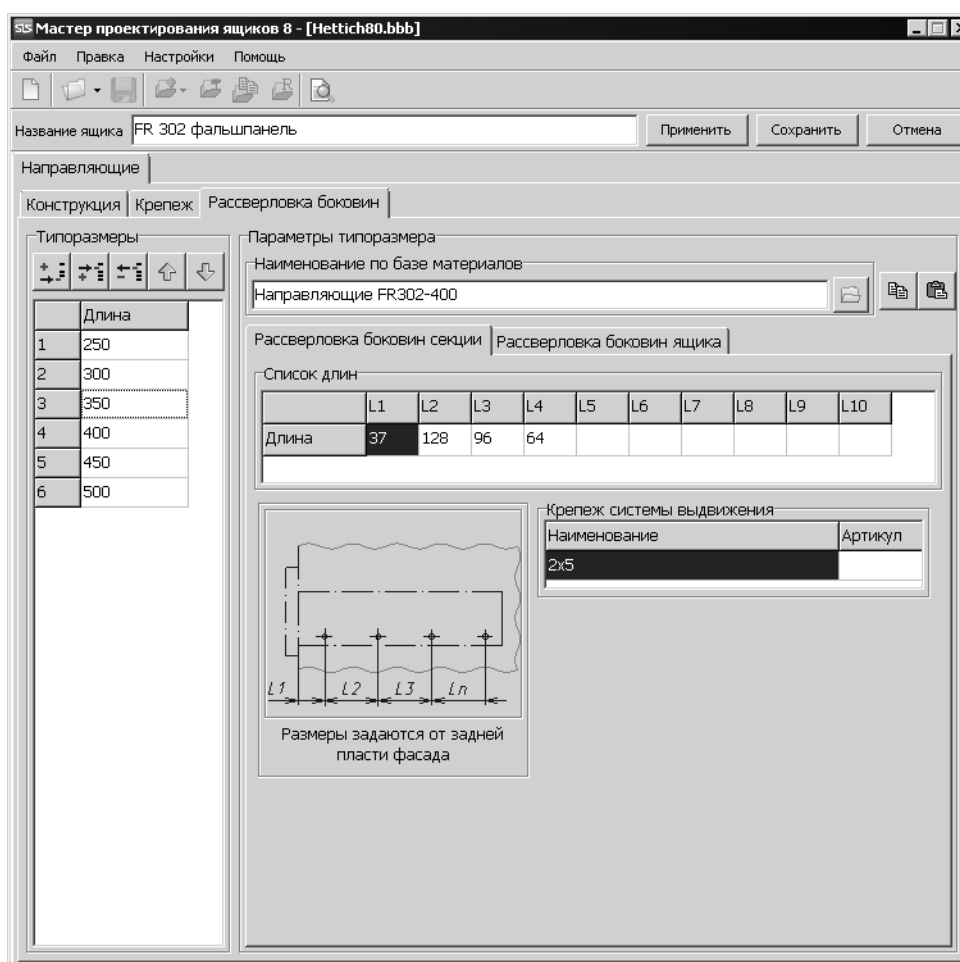 SLS Мастер проектирования ящиков 8 - [Hettich80.bbb]
Файл Правка Настройки Помощь
Название ящика FR 302 фальшпанель Применить Сохранить Отмена
Направляющие
Конструкция Крепеж Рассверловка боковин
Типоразмеры
Длина
1 250
2 300
3 350
4 400
5 450
6 500
Параметры типоразмера
Наименование по базе материалов
Направляющие FR302-400
Рассверловка боковин секции Рассверловка боковин ящика
Список длин
L1 L2 L3 L4 L5 L6 L7 L8 L9 L10
Длина 37 128 96 64
L1 L2 L3 Ln
Размеры задаются от задней
пласти фасада
Крепеж системы выдвижения
Наименование Артикул
2x5